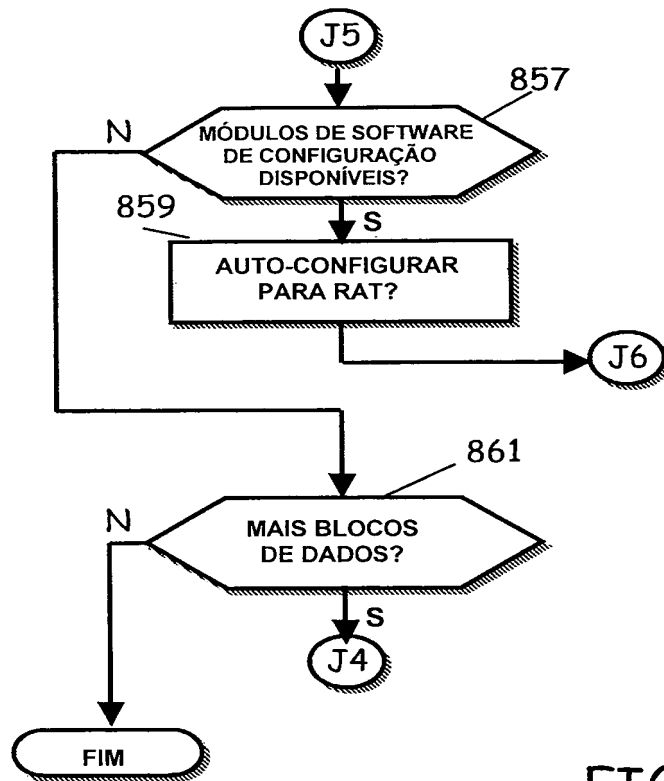 J5
857
N
MÓDULOS DE SOFTWARE
DE CONFIGURAÇÃO
DISPONÍVEIS?
859
S
AUTO-CONFIGURAR
PARA RAT?
J6
861
N
MAIS BLOCOS
DE DADOS?
S
J4
FIM